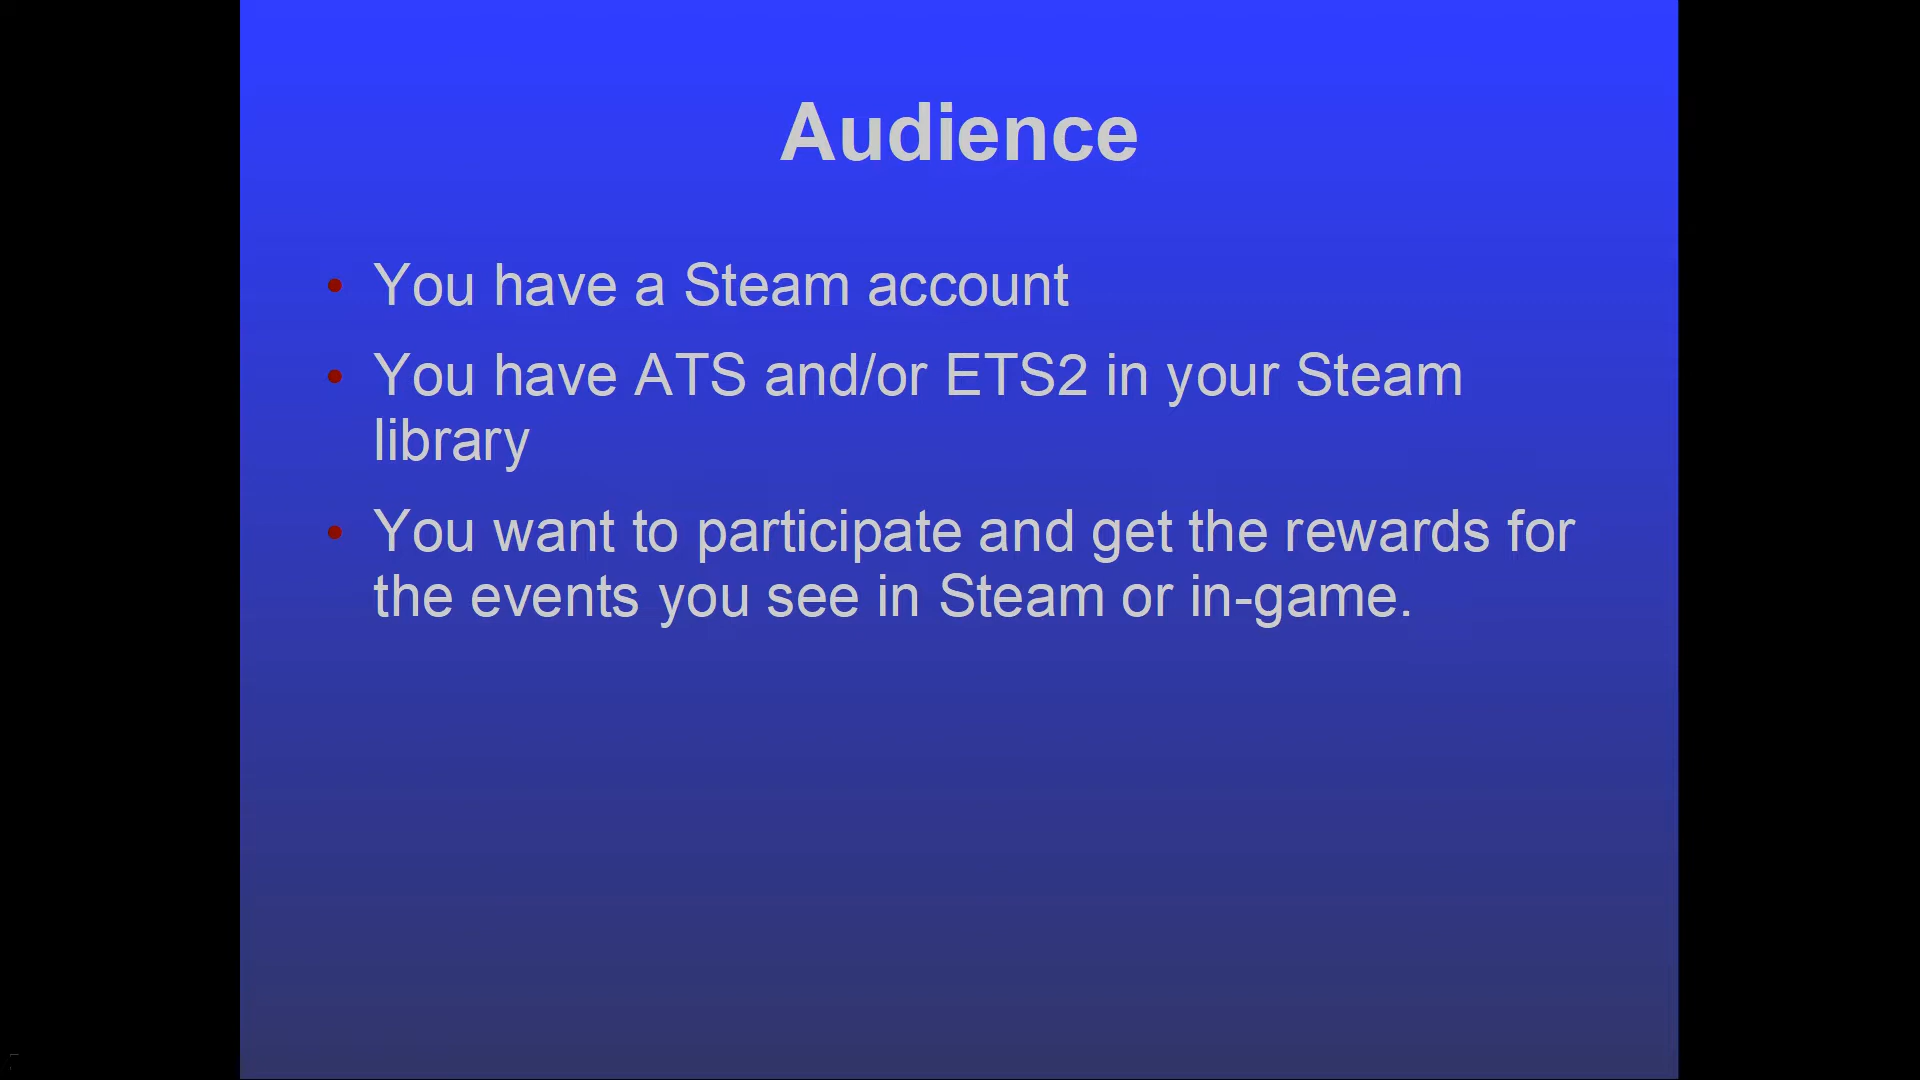 Audience
• You have a Steam account
• You have ATS and/or ETS2 in your Steam
library
• You want to participate and get the rewards for
the events you see in Steam or in-game.